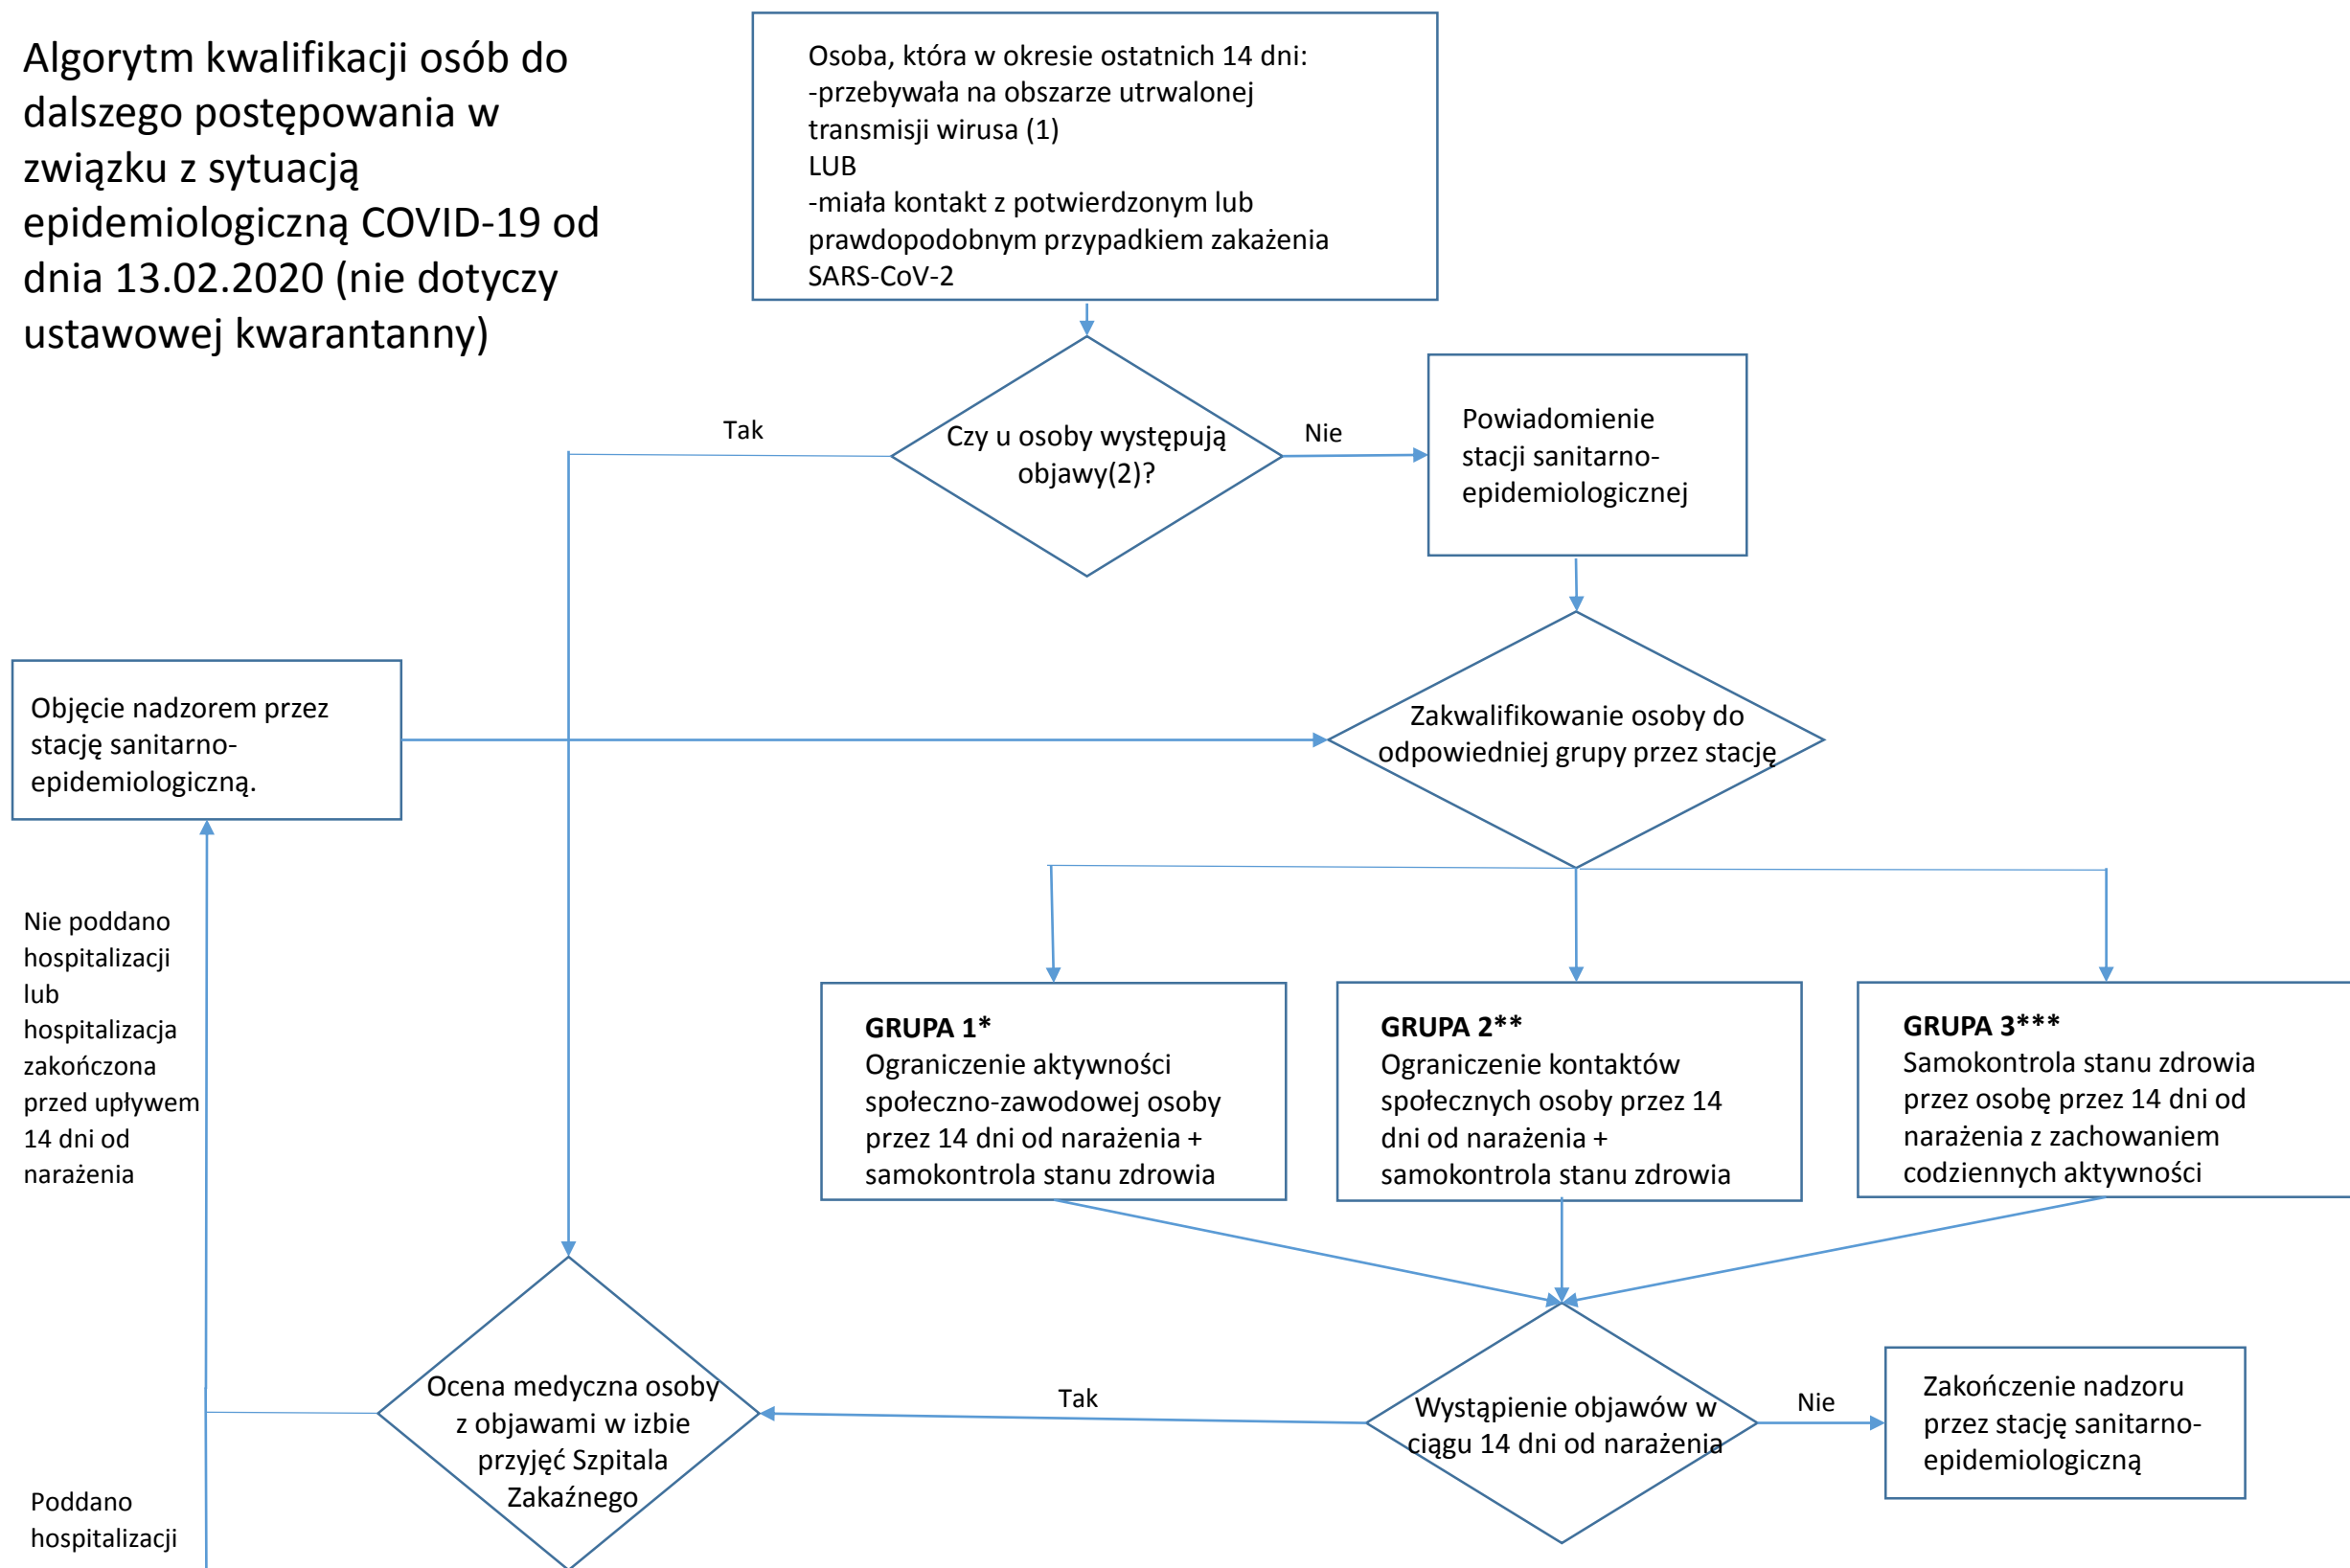 Algorytm kwalifikacji osób do
dalszego postępowania w
związku z sytuacją
epidemiologiczną COVID-19 od
dnia 13.02.2020 (nie dotyczy
ustawowej kwarantanny)
Osoba, która w okresie ostatnich 14 dni:
-przebywała na obszarze utrwalonej
transmisji wirusa (1)
LUB
-miała kontakt z potwierdzonym lub
prawdopodobnym przypadkiem zakażenia
SARS-CoV-2
Tak
Czy u osoby występują
objawy(2)?
Nie
Powiadomienie
stacji sanitarno-
epidemiologicznej
Objęcie nadzorem przez
stację sanitarno-
epidemiologiczną.
Zakwalifikowanie osoby do
odpowiedniej grupy przez stację
Nie poddano
hospitalizacji
lub
hospitalizacja
zakończona
przed upływem
14 dni od
narażenia
GRUPA 1*
Ograniczenie aktywności
społeczno-zawodowej osoby
przez 14 dni od narażenia +
samokontrola stanu zdrowia
GRUPA 2**
Ograniczenie kontaktów
społecznych osoby przez 14
dni od narażenia +
samokontrola stanu zdrowia
GRUPA 3***
Samokontrola stanu zdrowia
przez osobę przez 14 dni od
narażenia z zachowaniem
codziennych aktywności
Ocena medyczna osoby
z objawami w izbie
przyjęć Szpitala
Zakaźnego
Tak
Wystąpienie objawów w
ciągu 14 dni od narażenia
Nie
Zakończenie nadzoru
przez stację sanitarno-
epidemiologiczną
Poddano
hospitalizacji